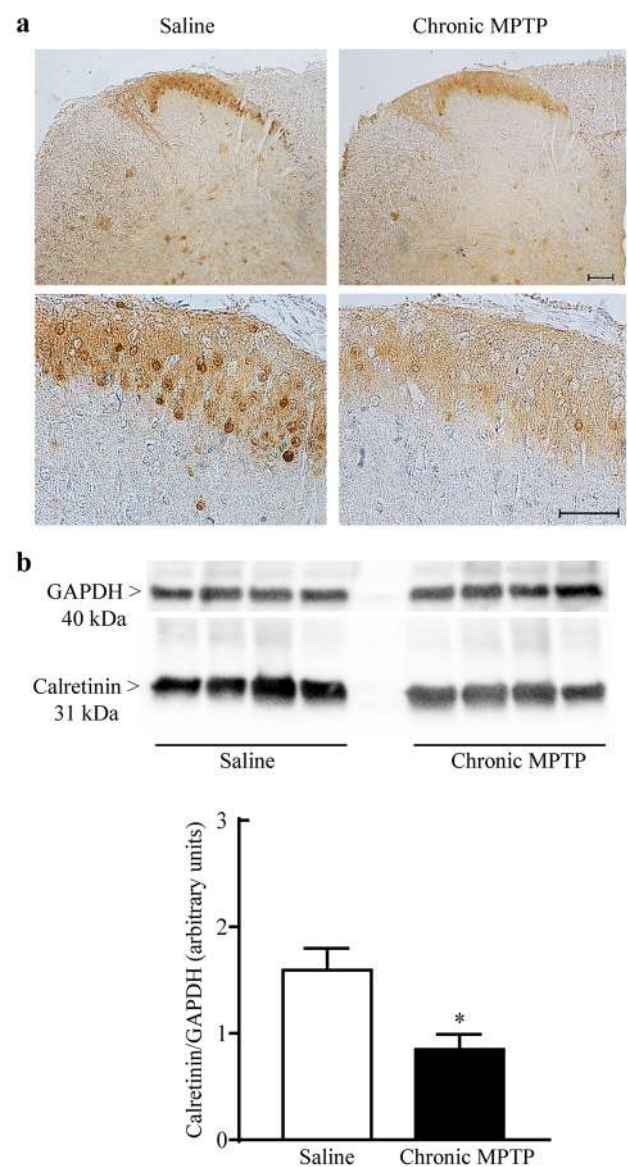 a
Saline Chronic MPTP
b
GAPDH >
40 kDa
Calretinin >
31 kDa
Saline Chronic MPTP
Calretinin/GAPDH (arbitrary units)
3
2
1
0
*
Saline Chronic MPTP